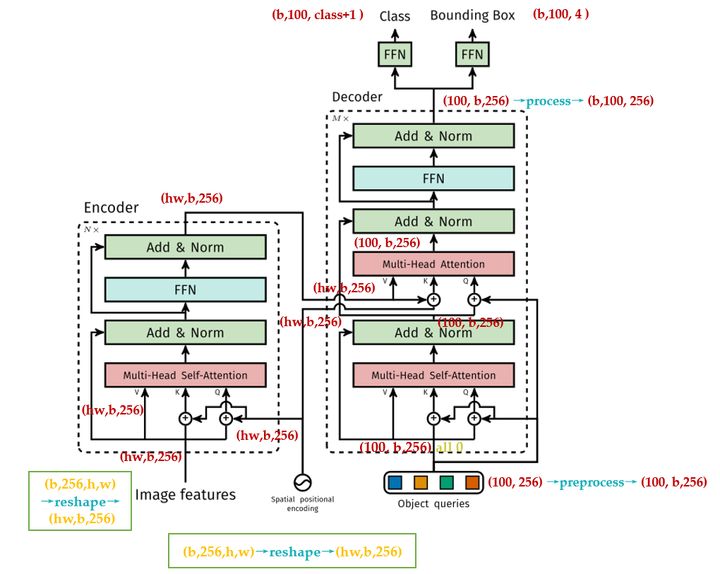 (b,100, class+1 ) Class Bounding Box (b,100, 4 )
FFN FFN
Decoder (100, b,256) →process→ (b,100, 256)
M×
Add & Norm
FFN
Add & Norm
(100, b,256)
Multi-Head Attention
V K Q
(hw,b,256)
(hw,b,256) (100, b,256)
Add & Norm
Multi-Head Self-Attention
V K Q
(100, b,256) all 0
(hw,b,256)
Encoder
N×
Add & Norm
FFN
Add & Norm
Multi-Head Self-Attention
V K Q
(hw,b,256)
(hw,b,256)
(hw,b,256)
(b,256,h,w)
→reshape→
(hw,b,256)
Image features
Spatial positional
encoding
(100, 256) →preprocess→ (100, b,256)
Object queries
(b,256,h,w)→reshape→(hw,b,256)